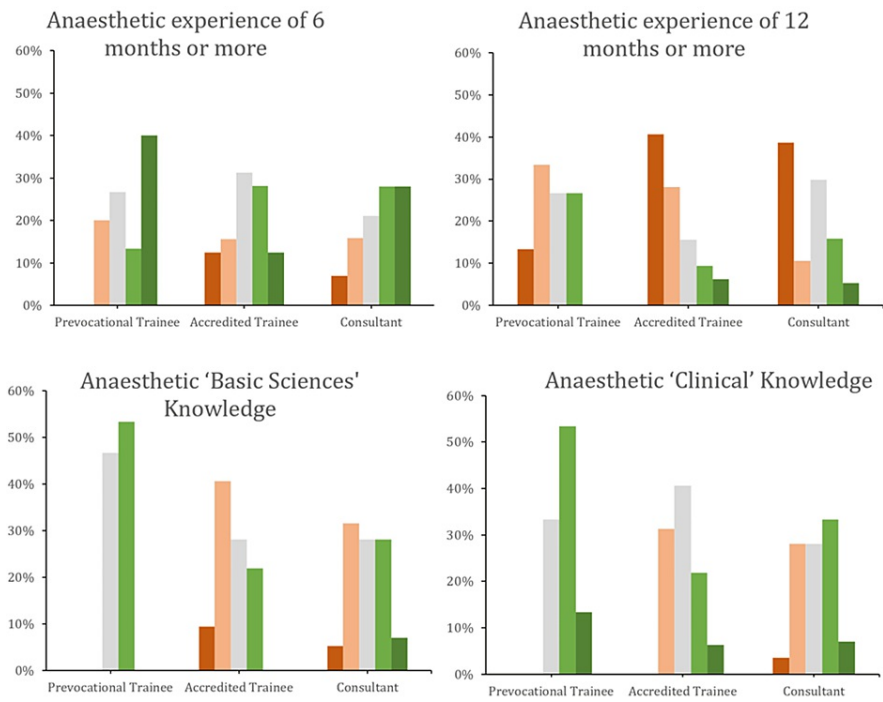 Anaesthetic experience of 6
months or more
60%
50%
40%
30%
20%
10%
0%
Prevocational Trainee
Accredited Trainee
Consultant
Anaesthetic experience of 12
months or more
60%
50%
40%
30%
20%
10%
0%
Prevocational Trainee
Accredited Trainee
Consultant
Anaesthetic ‘Basic Sciences'
Knowledge
60%
50%
40%
30%
20%
10%
0%
Prevocational Trainee
Accredited Trainee
Consultant
Anaesthetic ‘Clinical’ Knowledge
60%
50%
40%
30%
20%
10%
0%
Prevocational Trainee
Accredited Trainee
Consultant